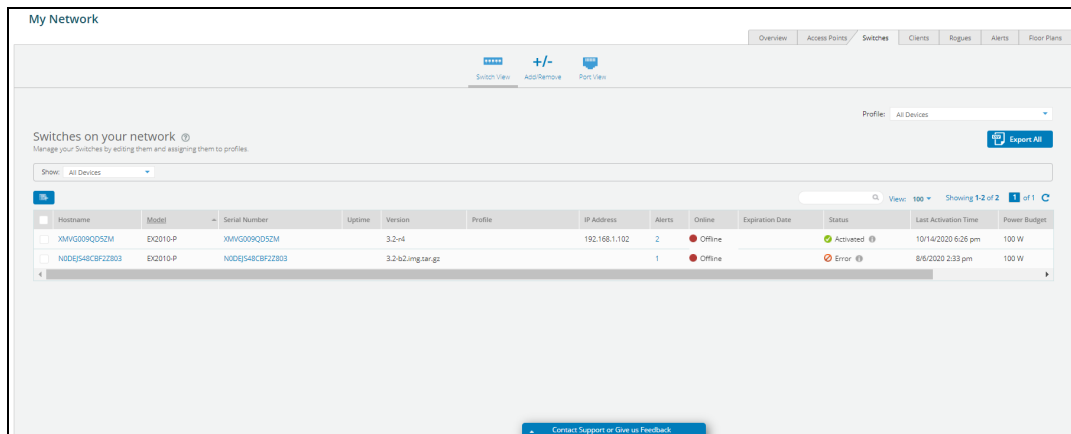 My Network
Overview Access Points Switches Clients Rogues Alerts Floor Plans
+/-
Switch View Add/Remove Port View
Profile: All Devices
Switches on your network ?
Manage your Switches by editing them and assigning them to profiles.
Export All
Show: All Devices
View: 100 Showing 1-2 of 2 1 of 1
Hostname Model Serial Number Uptime Version Profile IP Address Alerts Online Expiration Date Status Last Activation Time Power Budget
XMVG009QD5ZM EX2010-P XMVG009QD5ZM 3.2-r4 192.168.1.102 2 Offline Activated 10/14/2020 6:26 pm 100 W
N0DEJS48CBF2Z803 EX2010-P N0DEJS48CBF2Z803 3.2-b2.img.tar.gz 1 Offline Error 8/6/2020 2:33 pm 100 W
Contact Support or Give us Feedback